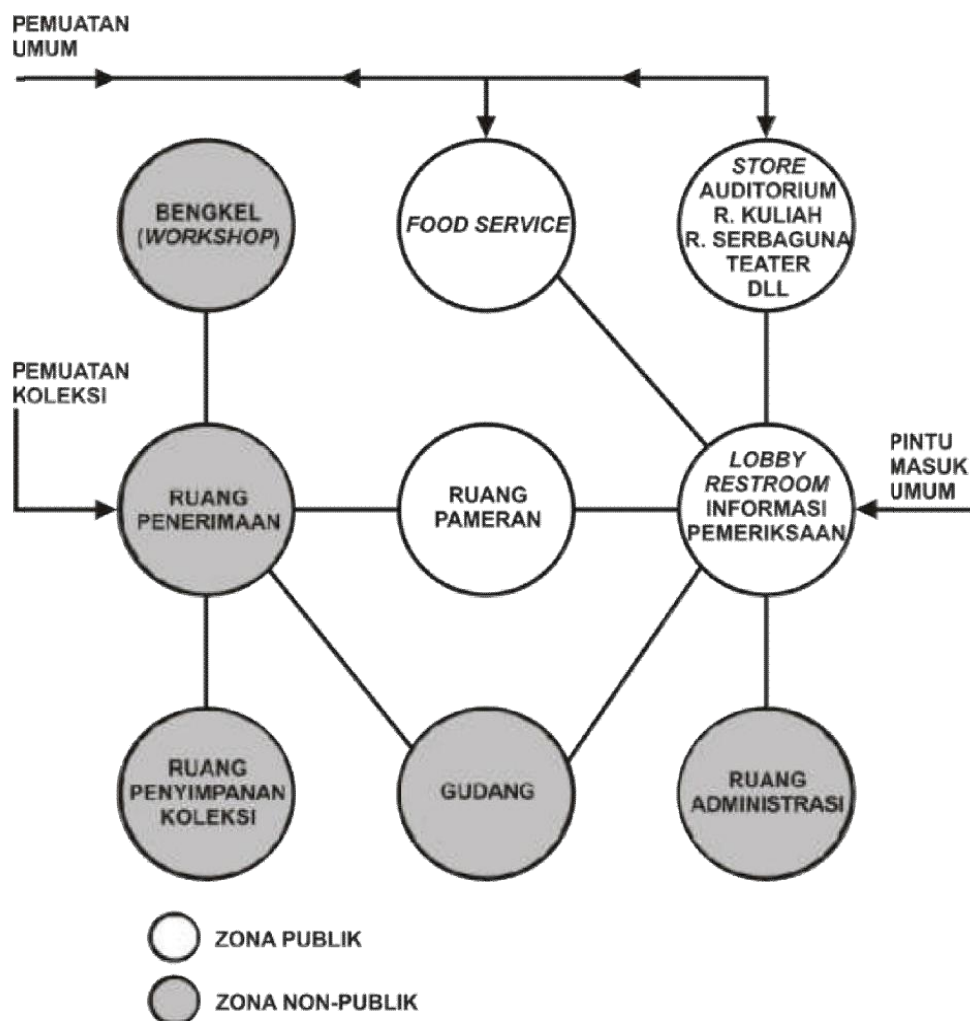 PEMUATAN
UMUM
BENGKEL
(WORKSHOP)
FOOD SERVICE
STORE
AUDITORIUM
R. KULIAH
R. SERBAGUNA
TEATER
DLL
PEMUATAN
KOLEKSI
RUANG
PENERIMAAN
RUANG
PAMERAN
LOBBY
RESTROOM
INFORMASI
PEMERIKSAAN
PINTU
MASUK
UMUM
RUANG
PENYIMPANAN
KOLEKSI
GUDANG
RUANG
ADMINISTRASI
ZONA PUBLIK
ZONA NON-PUBLIK